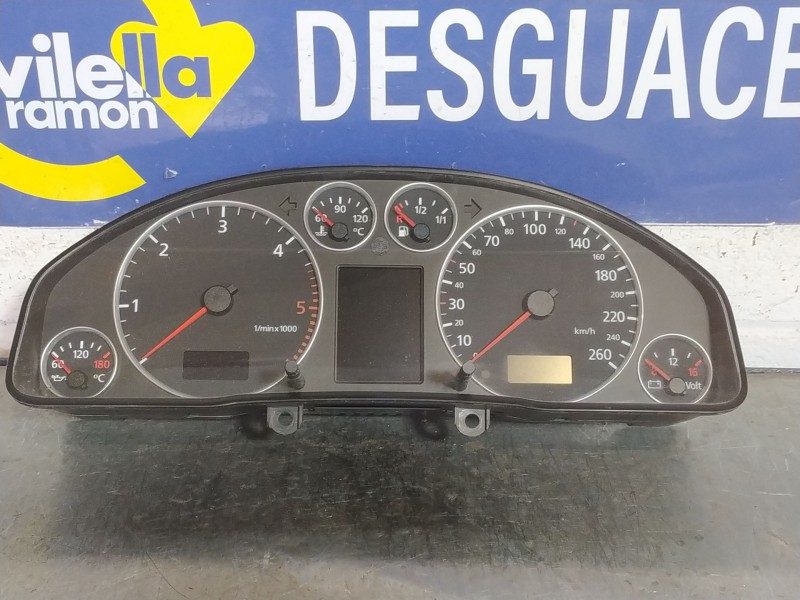 vilella
ramon
DESGUACE
60 90 120
°C
R 1/2 1/1
1 2 3 4 5
1/min x 1000
10 30 50 60 70 80 100 120 140 160 180 200 220 240 260
km/h
60 120 180
°C
8 12 16
Volt